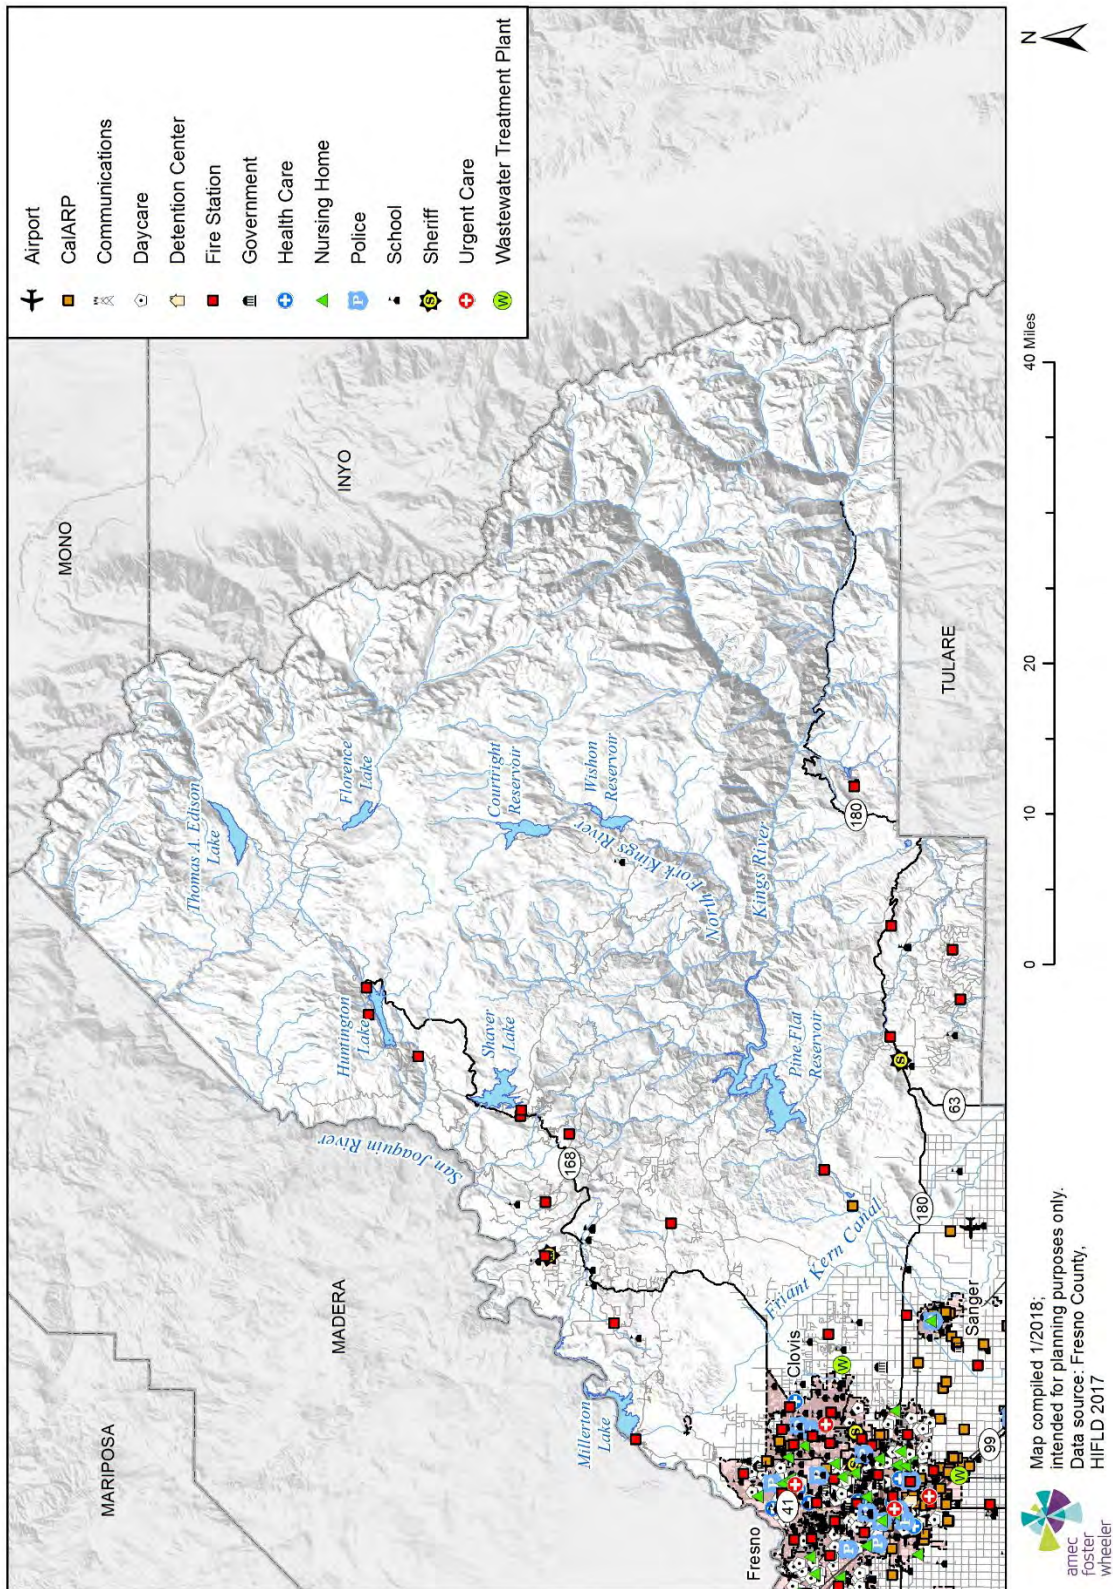 MARIPOSA
MONO
MADERA
INYO
TULARE
Thomas A. Edison
Lake
Florence
Lake
Huntington
Lake
Courtright
Reservoir
Wishon
Reservoir
Shaver
Lake
San Joaquin River
North Fork Kings River
Kings River
Pine Flat
Reservoir
Millerton
Lake
Friant Kern Canal
Fresno
Clovis
Sanger
168
180
180
63
41
99
Airport
CalARP
Communications
Daycare
Detention Center
Fire Station
Government
Health Care
Nursing Home
P Police
School
S Sheriff
Urgent Care
W Wastewater Treatment Plant
N
0 10 20 40 Miles
amec
foster
wheeler
Map compiled 1/2018;
intended for planning purposes only.
Data source: Fresno County,
HIFLD 2017